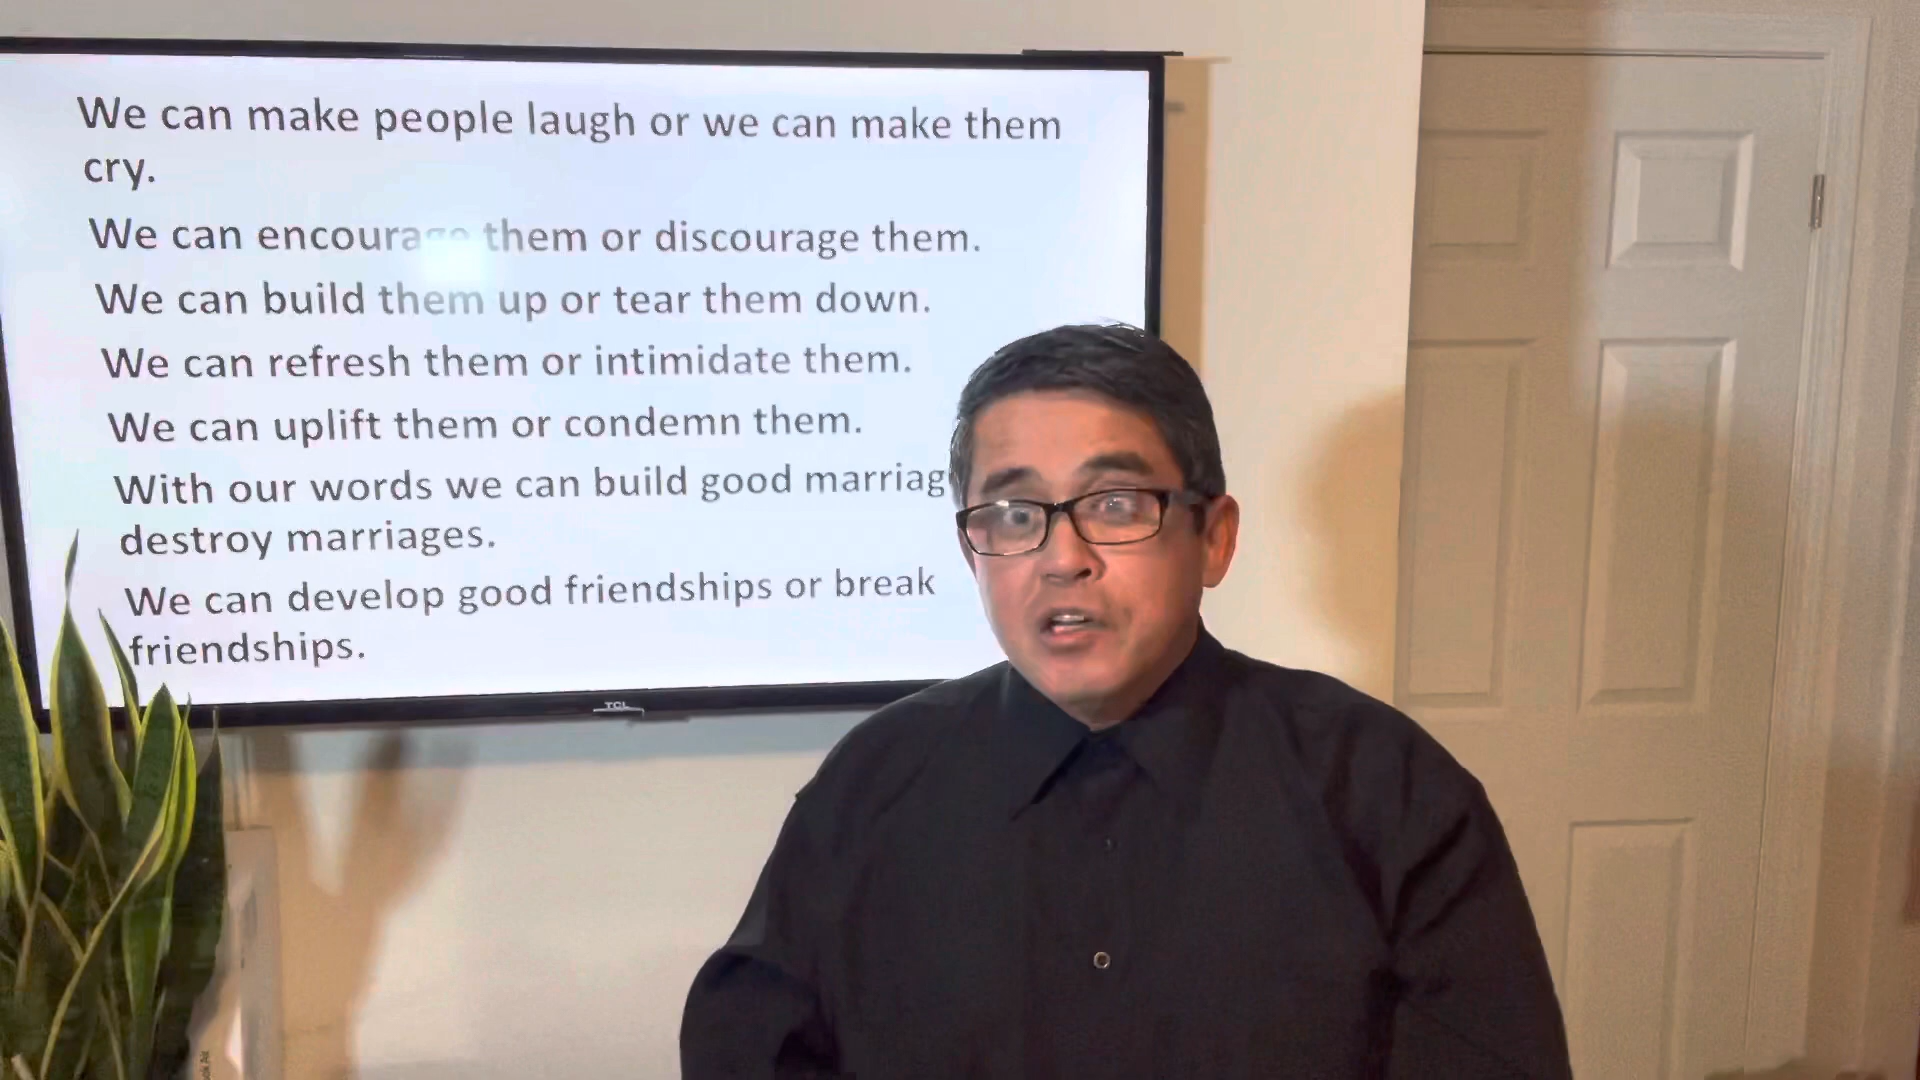 We can make people laugh or we can make them
cry.
We can encourage them or discourage them.
We can build them up or tear them down.
We can refresh them or intimidate them.
We can uplift them or condemn them.
With our words we can build good marriag
destroy marriages.
We can develop good friendships or break
friendships.
TCL